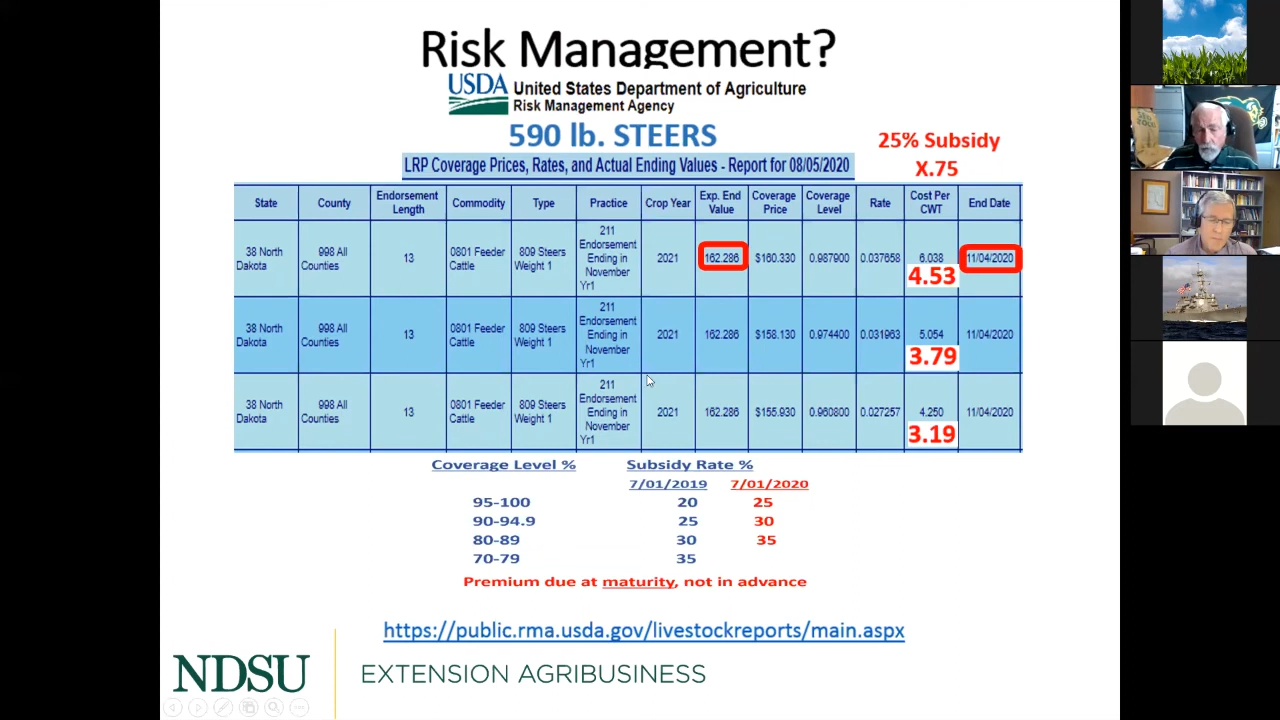 Risk Management?
USDA United States Department of Agriculture
Risk Management Agency
590 lb. STEERS
25% Subsidy
X.75
LRP Coverage Prices, Rates, and Actual Ending Values - Report for 08/05/2020
State County Endorsement Length Commodity Type Practice Crop Year Exp. End Value Coverage Price Coverage Level Rate Cost Per CWT End Date
38 North Dakota 998 All Counties 13 0801 Feeder Cattle 809 Steers Weight 1 211 Endorsement Ending in November Yr1 2021 162.286 $160.330 0.987900 0.037658 6.038 11/04/2020
4.53
38 North Dakota 998 All Counties 13 0801 Feeder Cattle 809 Steers Weight 1 211 Endorsement Ending in November Yr1 2021 162.286 $158.130 0.974400 0.031963 5.054 11/04/2020
3.79
38 North Dakota 998 All Counties 13 0801 Feeder Cattle 809 Steers Weight 1 211 Endorsement Ending in November Yr1 2021 162.286 $155.930 0.960800 0.027257 4.250 11/04/2020
3.19
Coverage Level % Subsidy Rate %
7/01/2019 7/01/2020
95-100 20 25
90-94.9 25 30
80-89 30 35
70-79 35
Premium due at maturity, not in advance
https://public.rma.usda.gov/livestockreports/main.aspx
NDSU EXTENSION AGRIBUSINESS